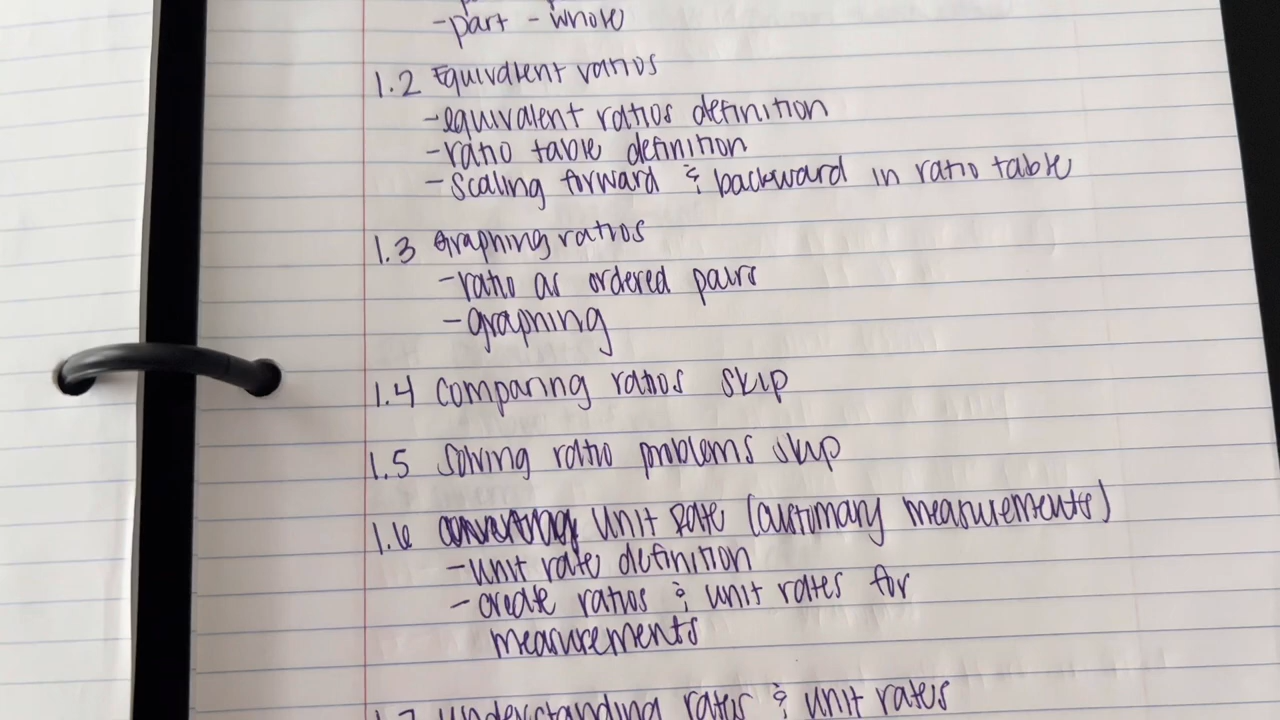 -part - whole
1.2 Equivalent ratios
-equivalent ratios definition
-ratio table definition
-scaling forward & backward in ratio table
1.3 Graphing ratios
-ratio as ordered pairs
-graphing
1.4 comparing ratios skip
1.5 solving ratio problems skip
1.6 converting unit rate (customary measurements)
-unit rate definition
-create ratios & unit rates for
measurements
1.7 understanding rates & unit rates